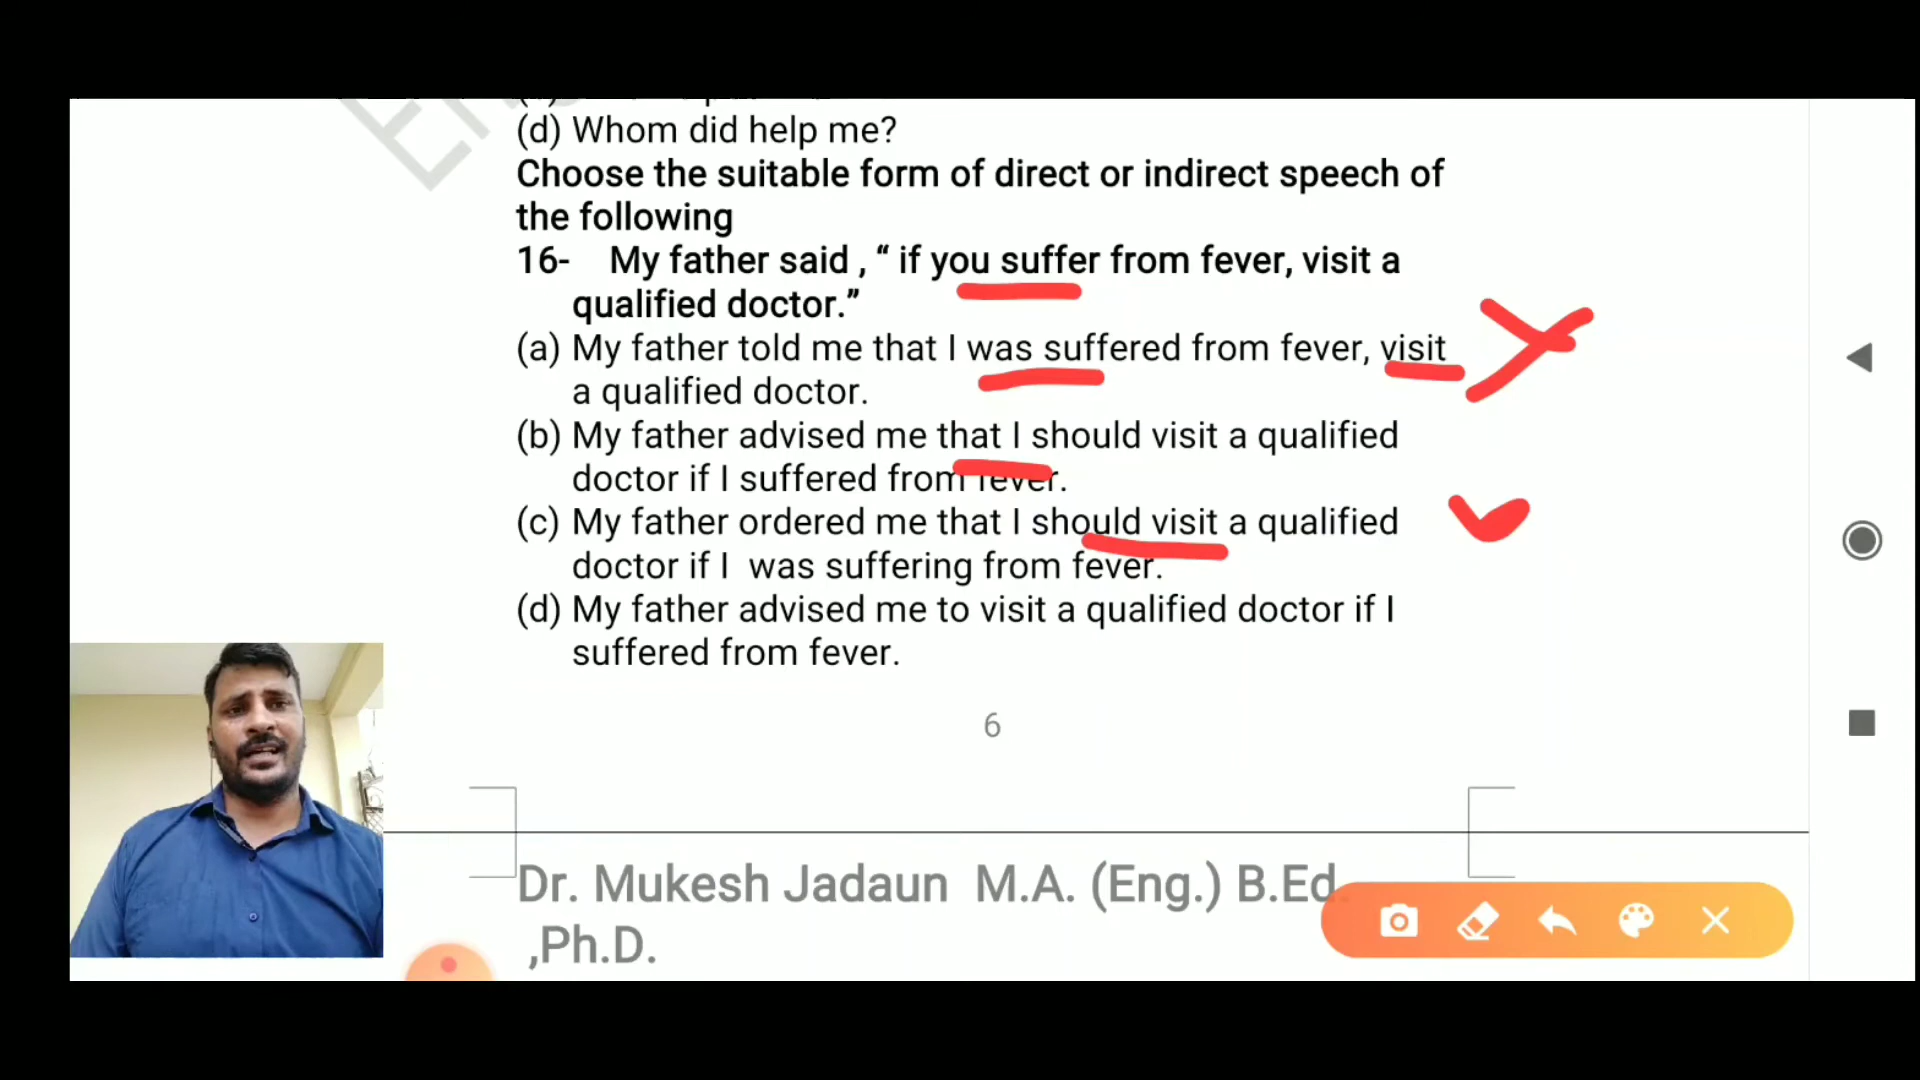 (d) Whom did help me?
Choose the suitable form of direct or indirect speech of
the following
16- My father said , “ if you suffer from fever, visit a
qualified doctor.”
(a) My father told me that I was suffered from fever, visit
a qualified doctor.
(b) My father advised me that I should visit a qualified
doctor if I suffered from fever.
(c) My father ordered me that I should visit a qualified
doctor if I was suffering from fever.
(d) My father advised me to visit a qualified doctor if I
suffered from fever.
6
Dr. Mukesh Jadaun M.A. (Eng.) B.Ed.
,Ph.D.